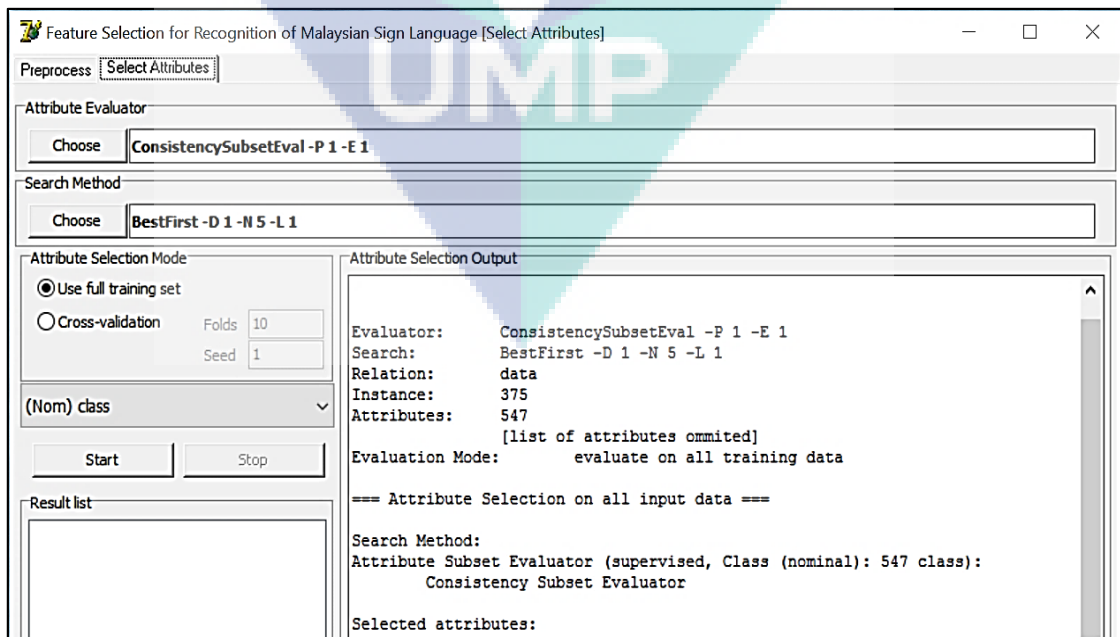 Feature Selection for Recognition of Malaysian Sign Language [Select Attributes]
Preprocess Select Attributes
UMP
Attribute Evaluator
Choose ConsistencySubsetEval -P 1 -E 1
Search Method
Choose BestFirst -D 1 -N 5 -L 1
Attribute Selection Mode
Use full training set
Cross-validation Folds 10
Seed 1
(Nom) class
Start Stop
Result list
Attribute Selection Output
Evaluator: ConsistencySubsetEval -P 1 -E 1
Search: BestFirst -D 1 -N 5 -L 1
Relation: data
Instance: 375
Attributes: 547
[list of attributes ommited]
Evaluation Mode: evaluate on all training data
=== Attribute Selection on all input data ===
Search Method:
Attribute Subset Evaluator (supervised, Class (nominal): 547 class):
Consistency Subset Evaluator
Selected attributes: